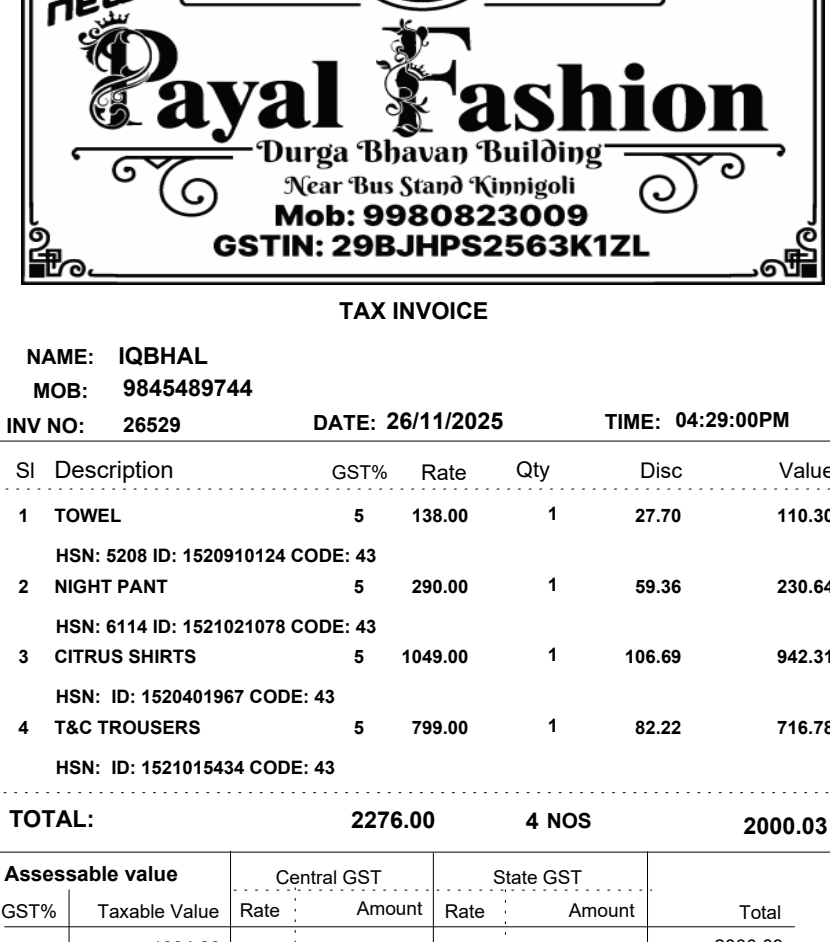 new
Payal Fashion
Durga Bhavan Building
Near Bus Stand Kinnigoli
Mob: 9980823009
GSTIN: 29BJHPS2563K1ZL
TAX INVOICE
NAME: IQBHAL
MOB: 9845489744
INV NO: 26529 DATE: 26/11/2025 TIME: 04:29:00PM
Sl Description GST% Rate Qty Disc Value
1 TOWEL 5 138.00 1 27.70 110.30
HSN: 5208 ID: 1520910124 CODE: 43
2 NIGHT PANT 5 290.00 1 59.36 230.64
HSN: 6114 ID: 1521021078 CODE: 43
3 CITRUS SHIRTS 5 1049.00 1 106.69 942.31
HSN: ID: 1520401967 CODE: 43
4 T&C TROUSERS 5 799.00 1 82.22 716.78
HSN: ID: 1521015434 CODE: 43
TOTAL: 2276.00 4 NOS 2000.03
Assessable value Central GST State GST
GST% Taxable Value Rate Amount Rate Amount Total